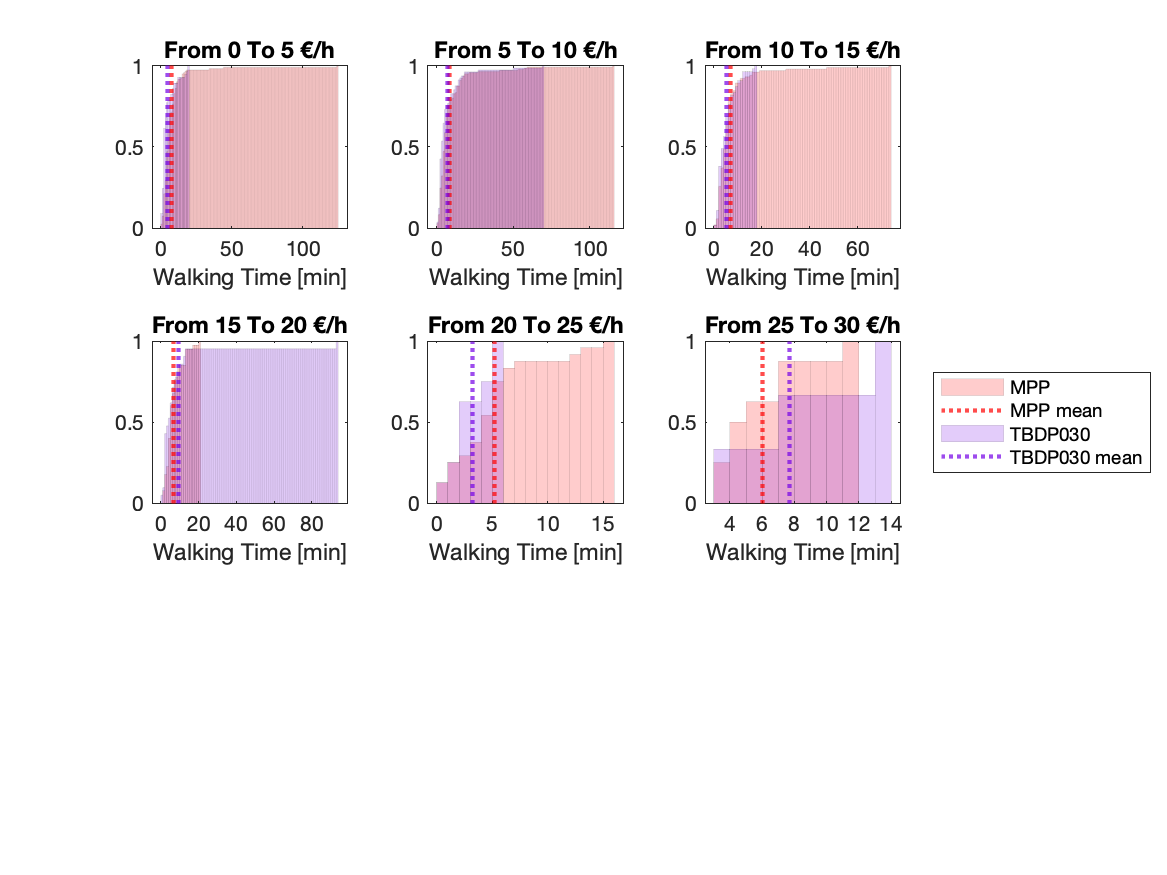 From 0 To 5 €/h
From 5 To 10 €/h
From 10 To 15 €/h
1
0.5
0
0 50 100
Walking Time [min]
1
0.5
0
0 50 100
Walking Time [min]
1
0.5
0
0 20 40 60
Walking Time [min]
From 15 To 20 €/h
From 20 To 25 €/h
From 25 To 30 €/h
1
0.5
0
0 20 40 60 80
Walking Time [min]
1
0.5
0
0 5 10 15
Walking Time [min]
1
0.5
0
4 6 8 10 12 14
Walking Time [min]
MPP
MPP mean
TBDP030
TBDP030 mean